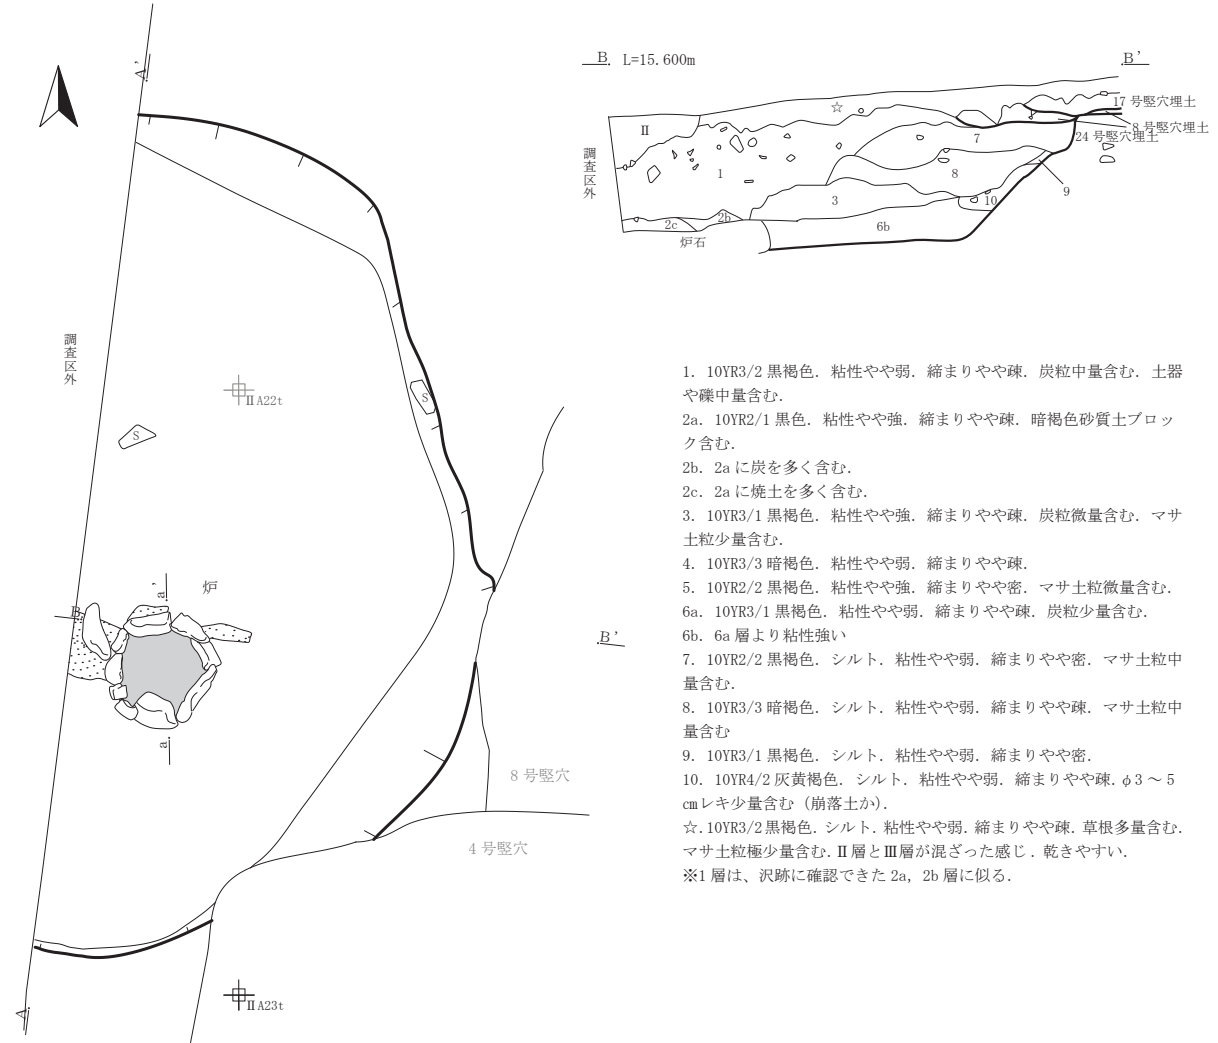 A'
調査区外
ⅡA22t
S
S
炉
a'
B
a
B'
8 号竪穴
4 号竪穴
A
ⅡA23t
B
L=15.600m
B'
☆
17 号竪穴埋土
8 号竪穴埋土
24 号竪穴埋土
Ⅱ
調査区外
1
7
8
9
3
10
2b
2c
6b
炉石
1. 10YR3/2 黒褐色. 粘性やや弱. 締まりやや疎. 炭粒中量含む. 土器
や礫中量含む.
2a. 10YR2/1 黒色. 粘性やや強. 締まりやや疎. 暗褐色砂質土ブロッ
ク含む.
2b. 2a に炭を多く含む.
2c. 2a に焼土を多く含む.
3. 10YR3/1 黒褐色. 粘性やや強. 締まりやや疎. 炭粒微量含む. マサ
土粒少量含む.
4. 10YR3/3 暗褐色. 粘性やや弱. 締まりやや疎.
5. 10YR2/2 黒褐色. 粘性やや強. 締まりやや密. マサ土粒微量含む.
6a. 10YR3/1 黒褐色. 粘性やや弱. 締まりやや疎. 炭粒少量含む.
6b. 6a 層より粘性強い
7. 10YR2/2 黒褐色. シルト. 粘性やや弱. 締まりやや密. マサ土粒中
量含む.
8. 10YR3/3 暗褐色. シルト. 粘性やや弱. 締まりやや疎. マサ土粒中
量含む
9. 10YR3/1 黒褐色. シルト. 粘性やや弱. 締まりやや密.
10. 10YR4/2 灰黄褐色. シルト. 粘性やや弱. 締まりやや疎. φ3 ～ 5
㎝レキ少量含む（崩落土か).
☆. 10YR3/2 黒褐色. シルト. 粘性やや弱. 締まりやや疎. 草根多量含む.
マサ土粒極少量含む. Ⅱ層とⅢ層が混ざった感じ. 乾きやすい.
※1 層は、沢跡に確認できた 2a, 2b 層に似る.